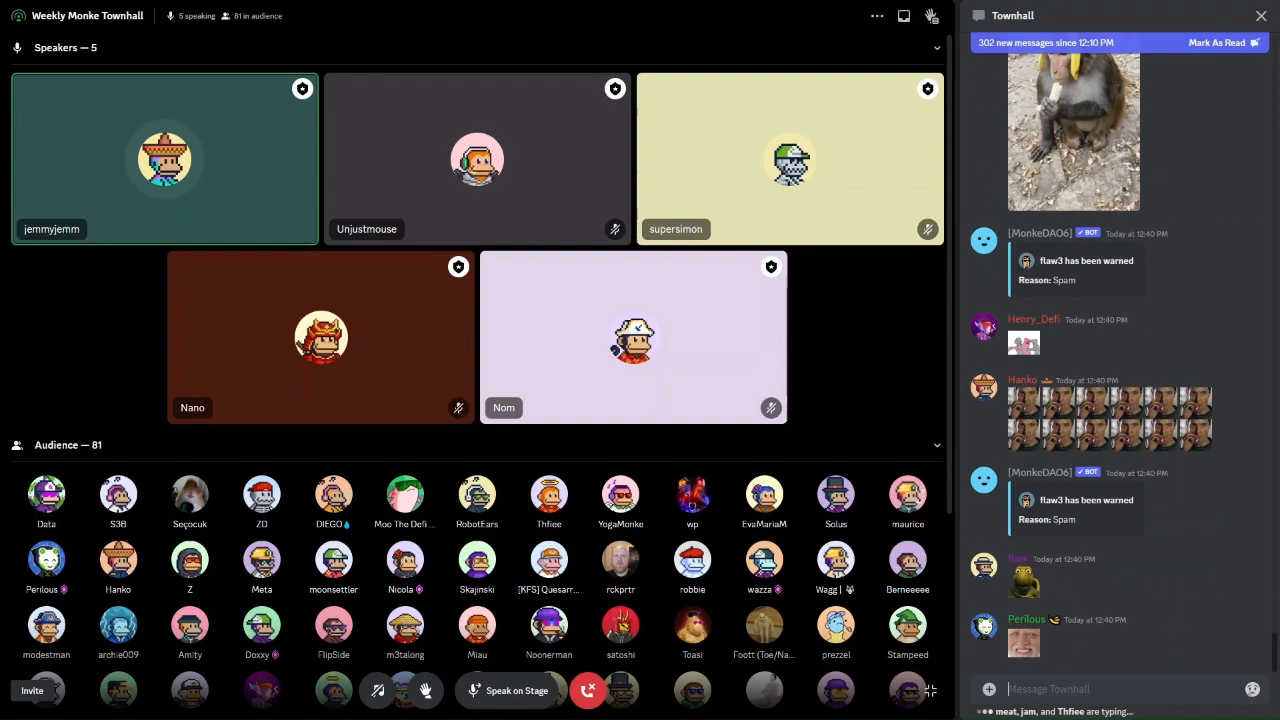 Weekly Monke Townhall
5 speaking 81 in audience
Speakers — 5
jemmyjemm
Unjustmouse
supersimon
Nano
Nom
Audience — 81
Data S3B Seçocuk ZD DIEGO Moo The Defi ... RobotEars Thfiee YogaMonke wp EvaMariaM Solus maurice
Perilous Hanko Z Meta moonsettler Nicola Skajinski [KFS] Quesarr... rckprtr robbie wazza Wagg | Berneeeee
modestman archie009 Amity Doxxy FlipSide m3talong Miau Noonerman satoshi Toasi Foott (Toe/Na... prezzel Stampeed
Invite
Speak on Stage
Townhall
302 new messages since 12:10 PM Mark As Read
[MonkeDAO6] BOT Today at 12:40 PM
flaw3 has been warned
Reason: Spam
Henry_Defi Today at 12:40 PM
Hanko Today at 12:40 PM
[MonkeDAO6] BOT Today at 12:40 PM
flaw3 has been warned
Reason: Spam
Today at 12:40 PM
Perilous Today at 12:40 PM
Message Townhall
meat, jam, and Thfiee are typing...